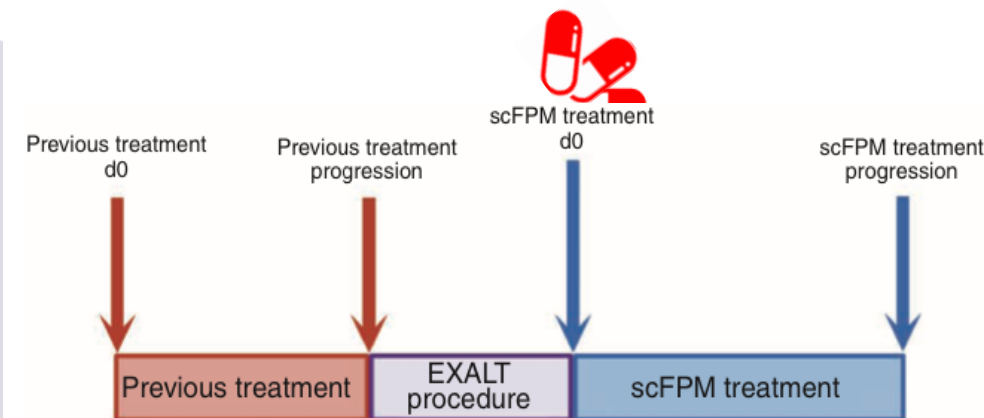 Previous treatment
d0
Previous treatment
progression
scFPM treatment
d0
scFPM treatment
progression
Previous treatment
EXALT
procedure
scFPM treatment